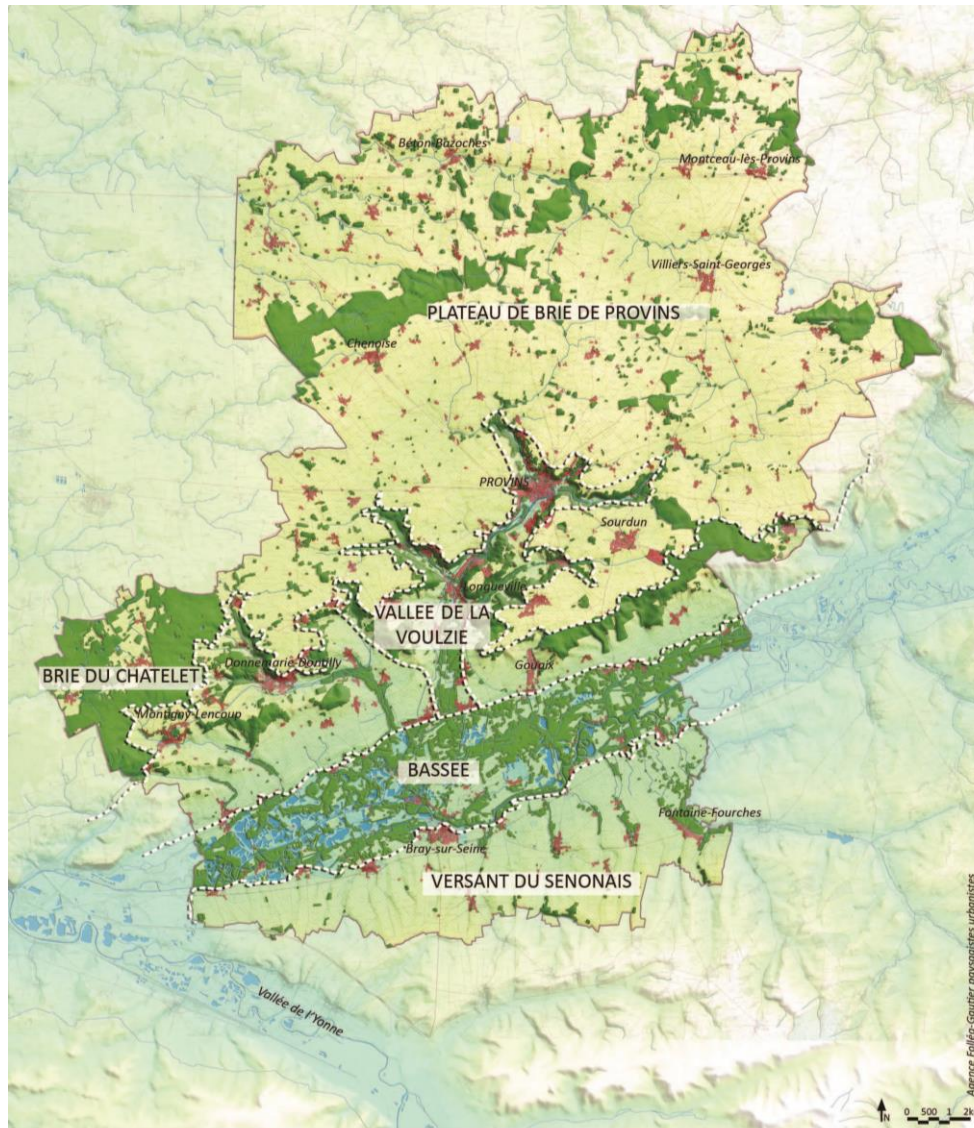 Béton-Bazoches
Montceau-lès-Provins
Villiers-Saint-Georges
PLATEAU DE BRIE DE PROVINS
Chenoise
PROVINS
Sourdun
Longueville
VALLEE DE LA
VOULZIE
Gouaix
Donnemarie-Dontilly
BRIE DU CHATELET
Montigny-Lencoup
BASSEE
Fontaine-Fourches
Bray-sur-Seine
VERSANT DU SENONAIS
Vallée de l'Yonne
Agence Folléa-Gautier paysagistes urbanistes
N 0 500 1 2k